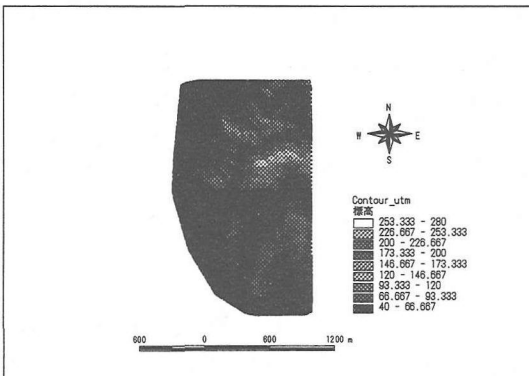 N
W E
S
Contour_utm
標高
253.333 - 280
226.667 - 253.333
200 - 226.667
173.333 - 200
146.667 - 173.333
120 - 146.667
93.333 - 120
66.667 - 93.333
40 - 66.667
600 0 600 1200 m